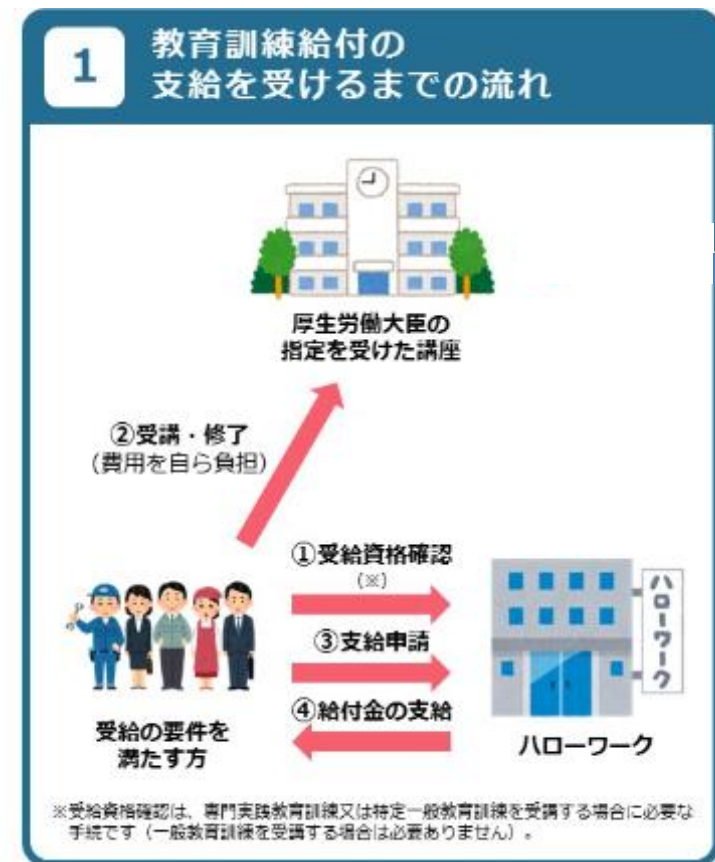 1
教育訓練給付の
支給を受けるまでの流れ
厚生労働大臣の
指定を受けた講座
②受講・修了
（費用を自ら負担）
①受給資格確認
（※）
③支給申請
④給付金の支給
受給の要件を
満たす方
ハローワーク
ハローワーク
※受給資格確認は、専門実践教育訓練又は特定一般教育訓練を受講する場合に必要な
手続です（一般教育訓練を受講する場合は必要ありません）。